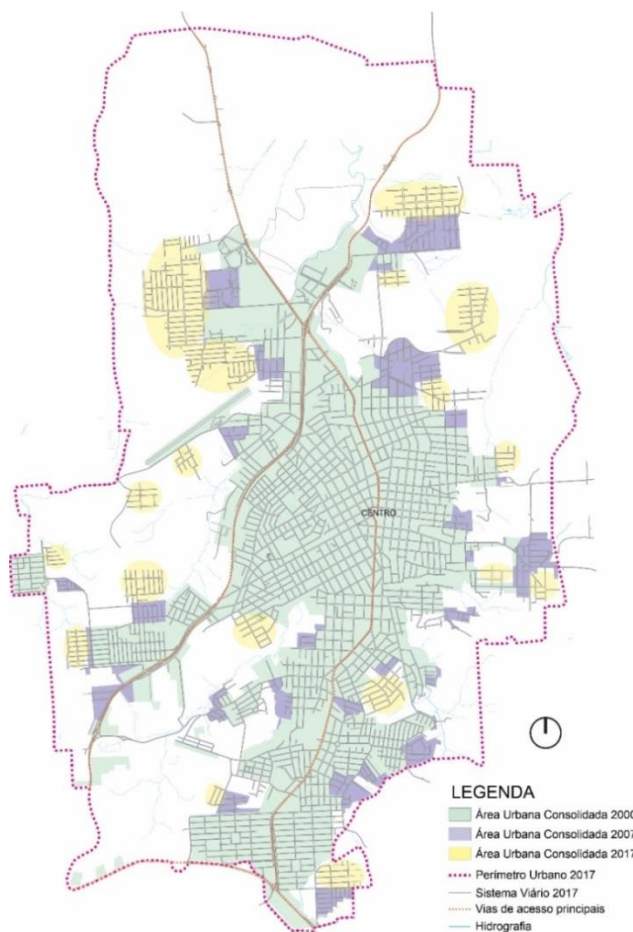 CENTRO
LEGENDA
Área Urbana Consolidada 2000
Área Urbana Consolidada 2007
Área Urbana Consolidada 2017
Perímetro Urbano 2017
Sistema Viário 2017
Vias de acesso principais
Hidrografia